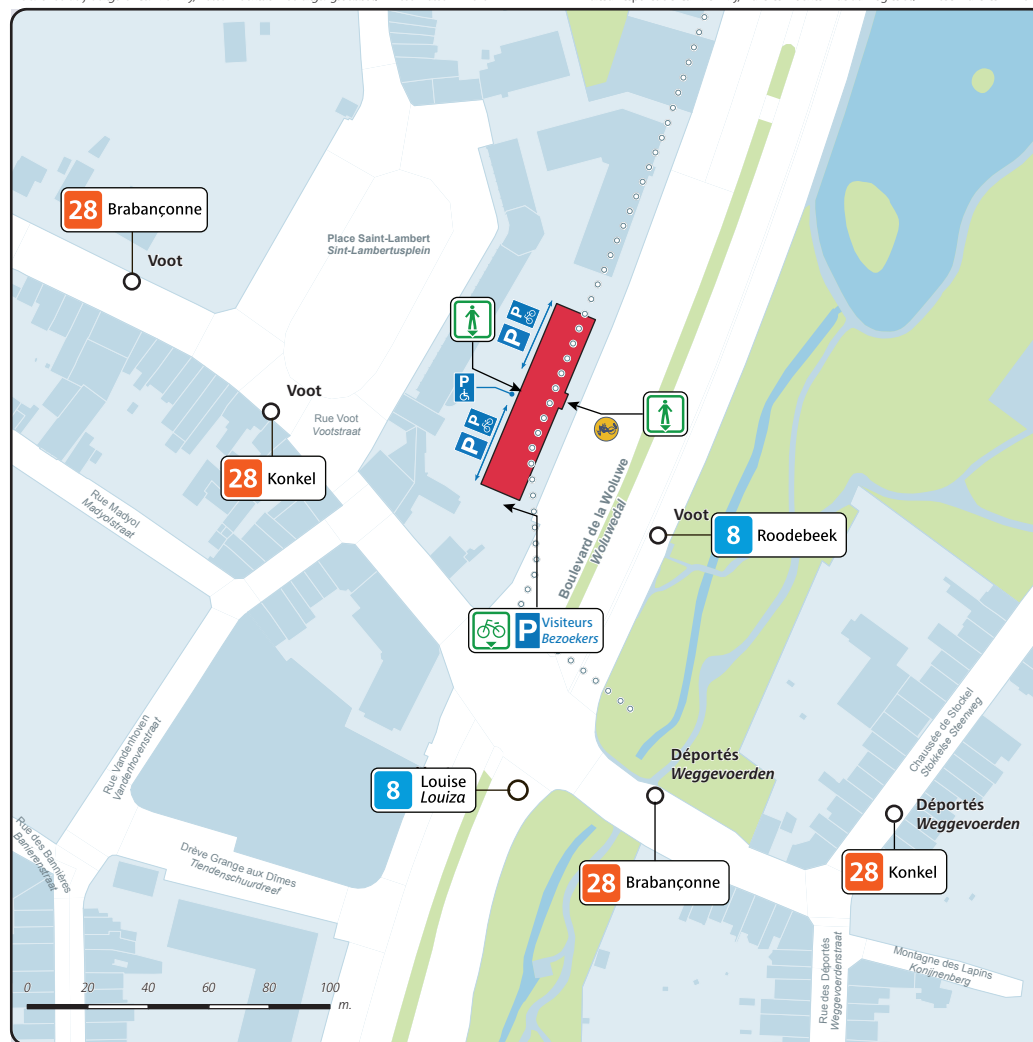 28 Brabançonne
Voot
Place Saint-Lambert
Sint-Lambertusplein
P
P
P
P
P
Voot
Rue Voot
Vootstraat
28 Konkel
Rue Madyol
Madyolstraat
Boulevard de la Woluwe
Woluwedal
Voot
8 Roodebeek
P Visiteurs
Bezoekers
Chaussée de Stockel
Stokkelse Steenweg
Rue Vandenhoven
Vandenhovenstraat
Déportés
Weggevoerden
8 Louise
Louiza
Déportés
Weggevoerden
Rue des Bannières
Banierenstraat
Drève Grange aux Dîmes
Tiendenschuurdreef
28 Brabançonne
28 Konkel
Rue des Déportés
Weggevoerdenstraat
Montagne des Lapins
Konijnenberg
0 20 40 60 80 100
m.